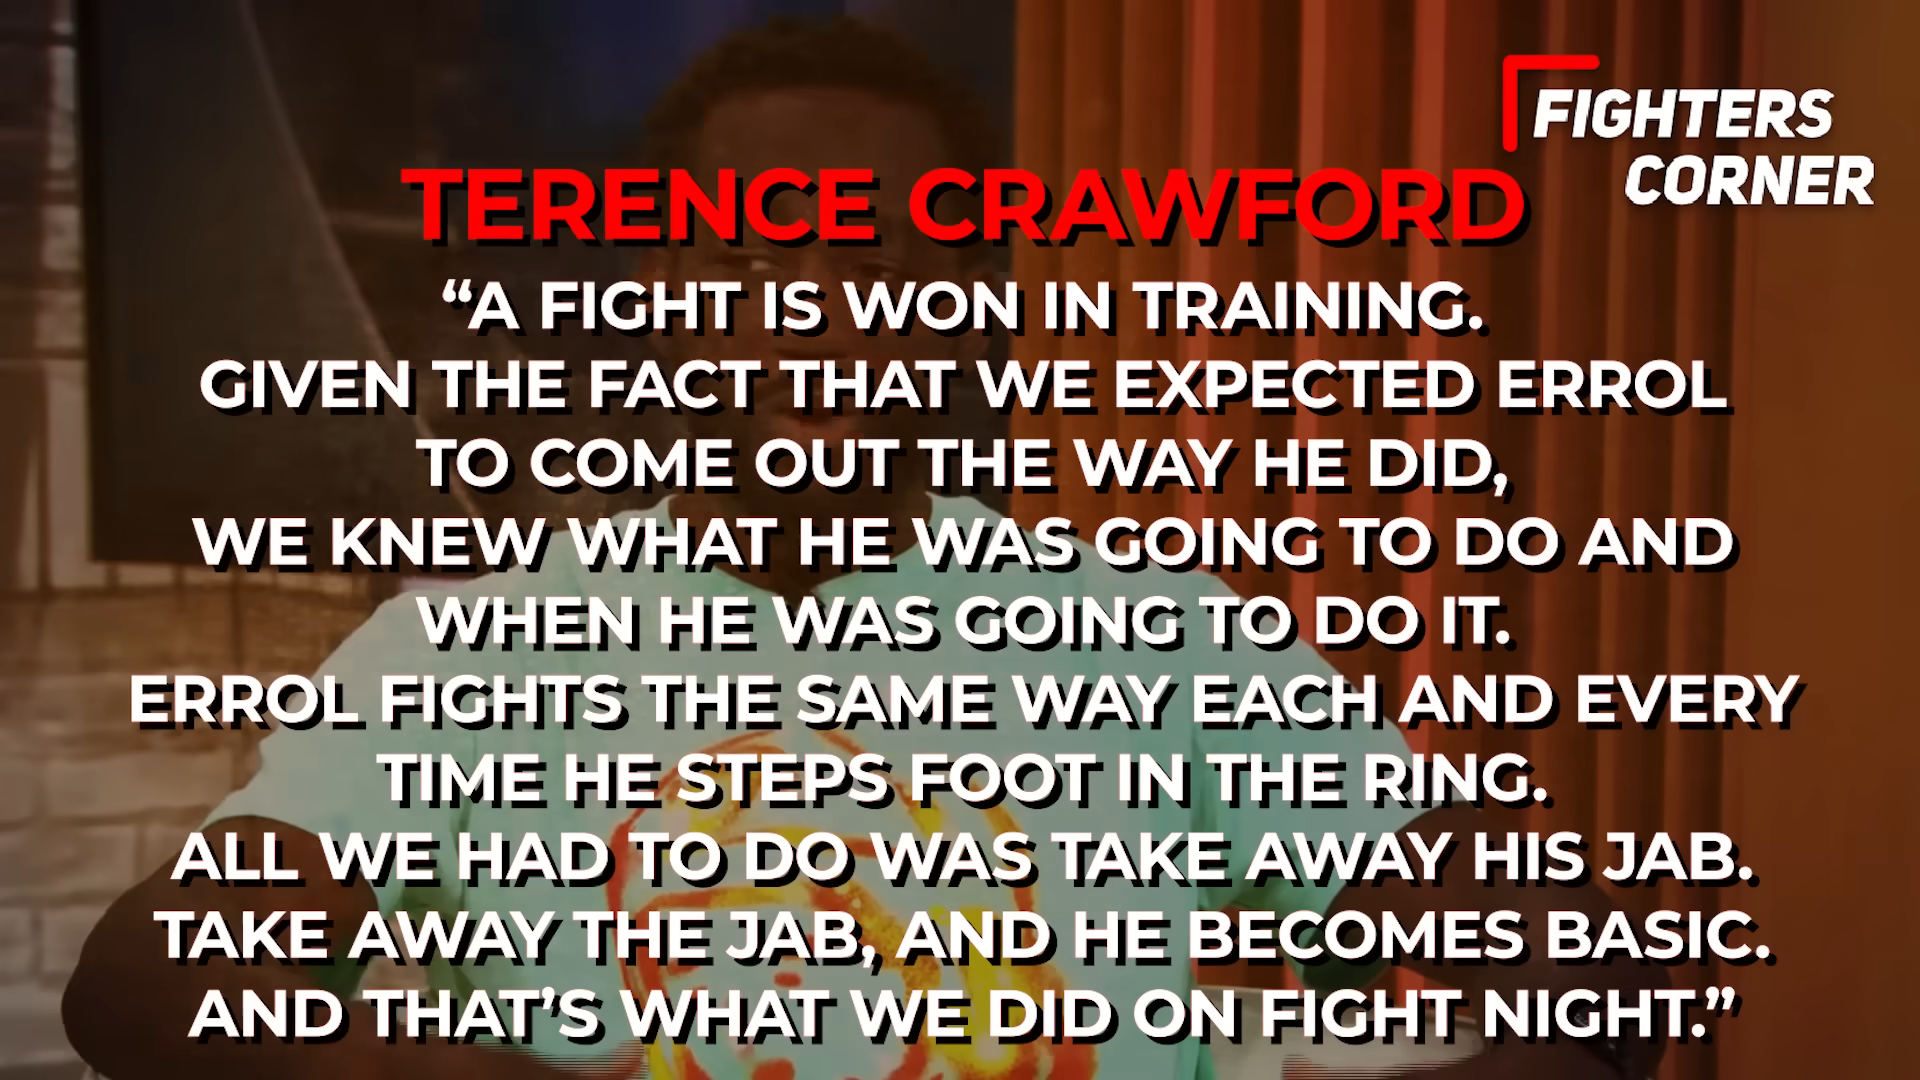 FIGHTERS
CORNER
TERENCE CRAWFORD
“A FIGHT IS WON IN TRAINING.
GIVEN THE FACT THAT WE EXPECTED ERROL
TO COME OUT THE WAY HE DID,
WE KNEW WHAT HE WAS GOING TO DO AND
WHEN HE WAS GOING TO DO IT.
ERROL FIGHTS THE SAME WAY EACH AND EVERY
TIME HE STEPS FOOT IN THE RING.
ALL WE HAD TO DO WAS TAKE AWAY HIS JAB.
TAKE AWAY THE JAB, AND HE BECOMES BASIC.
AND THAT’S WHAT WE DID ON FIGHT NIGHT.”